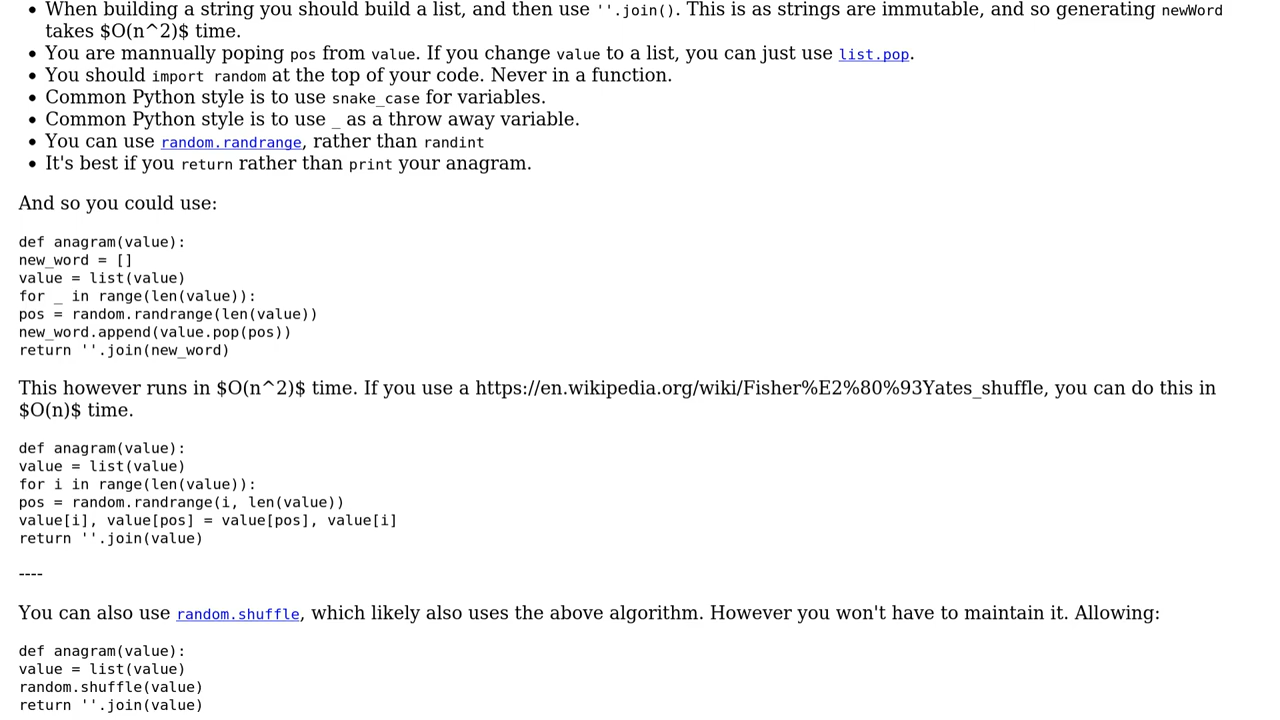 • When building a string you should build a list, and then use ''.join(). This is as strings are immutable, and so generating newWord
takes $O(n^2)$ time.
• You are mannually poping pos from value. If you change value to a list, you can just use list.pop.
• You should import random at the top of your code. Never in a function.
• Common Python style is to use snake_case for variables.
• Common Python style is to use _ as a throw away variable.
• You can use random.randrange, rather than randint
• It's best if you return rather than print your anagram.
And so you could use:
def anagram(value):
new_word = []
value = list(value)
for _ in range(len(value)):
pos = random.randrange(len(value))
new_word.append(value.pop(pos))
return ''.join(new_word)
This however runs in $O(n^2)$ time. If you use a https://en.wikipedia.org/wiki/Fisher%E2%80%93Yates_shuffle, you can do this in
$O(n)$ time.
def anagram(value):
value = list(value)
for i in range(len(value)):
pos = random.randrange(i, len(value))
value[i], value[pos] = value[pos], value[i]
return ''.join(value)
----
You can also use random.shuffle, which likely also uses the above algorithm. However you won't have to maintain it. Allowing:
def anagram(value):
value = list(value)
random.shuffle(value)
return ''.join(value)